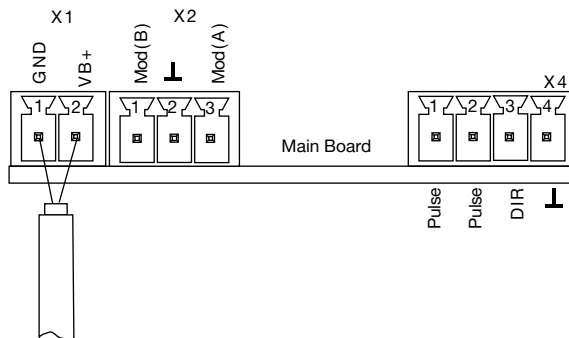 X1
X2
GND
VB+
Mod(B)
Mod(A)
X4
1
2
1
2
3
1
2
3
4
Main Board
Pulse
Pulse
DIR